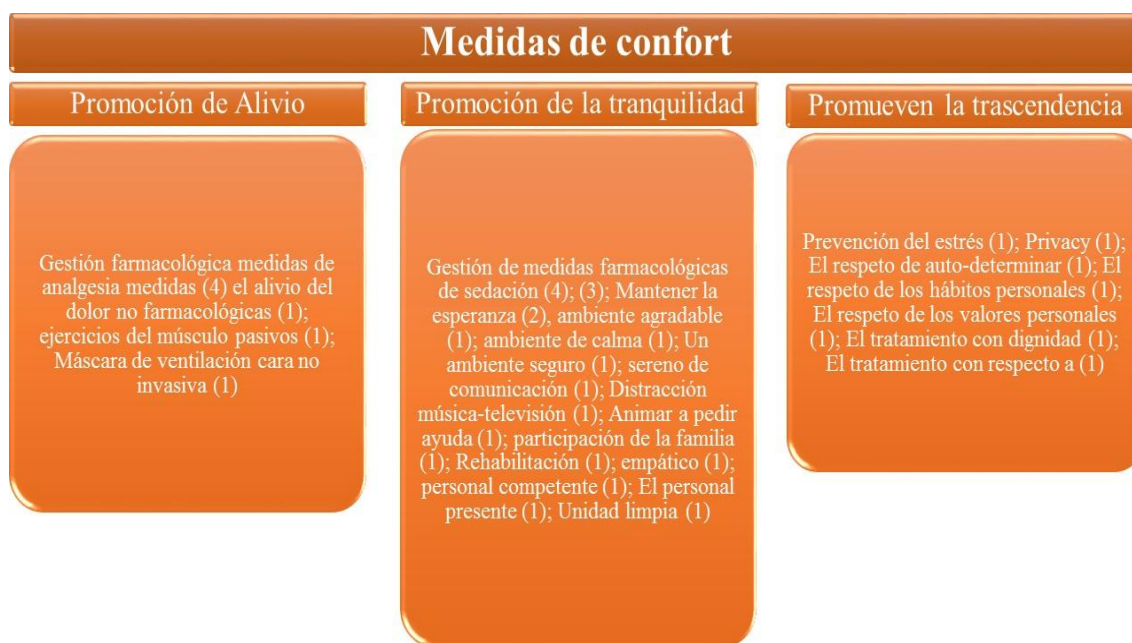 Medidas de confort
Promoción de Alivio
Gestión farmacológica medidas de
analgesia medidas (4) el alivio del
dolor no farmacológicas (1);
ejercicios del músculo pasivos (1);
Máscara de ventilación cara no
invasiva (1)
Promoción de la tranquilidad
Gestión de medidas farmacológicas
de sedación (4); (3); Mantener la
esperanza (2), ambiente agradable
(1); ambiente de calma (1); Un
ambiente seguro (1); sereno de
comunicación (1); Distracción
música-televisión (1); Animar a pedir
ayuda (1); participación de la familia
(1); Rehabilitación (1); empático (1);
personal competente (1); El personal
presente (1); Unidad limpia (1)
Promueven la trascendencia
Prevención del estrés (1); Privacy (1);
El respeto de auto-determinar (1); El
respeto de los hábitos personales (1);
El respeto de los valores personales
(1); El tratamiento con dignidad (1);
El tratamiento con respecto a (1)